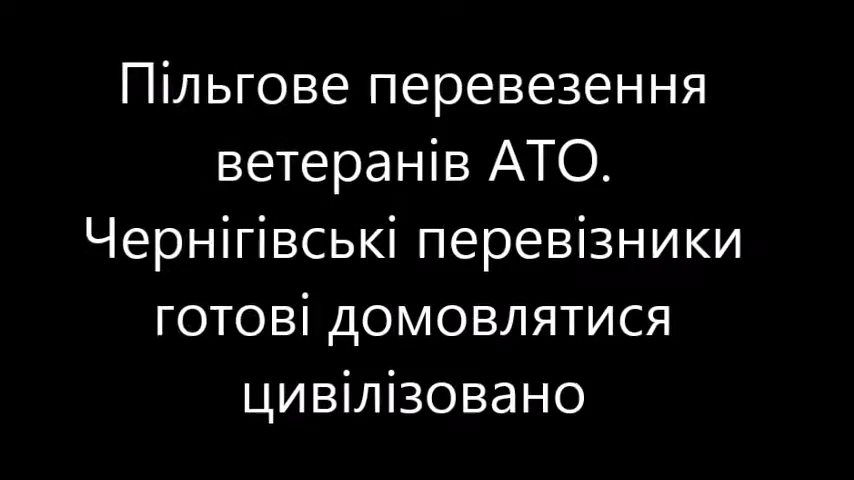 Пільгове перевезення
ветеранів АТО.
Чернігівські перевізники
готові домовлятися
цивілізовано